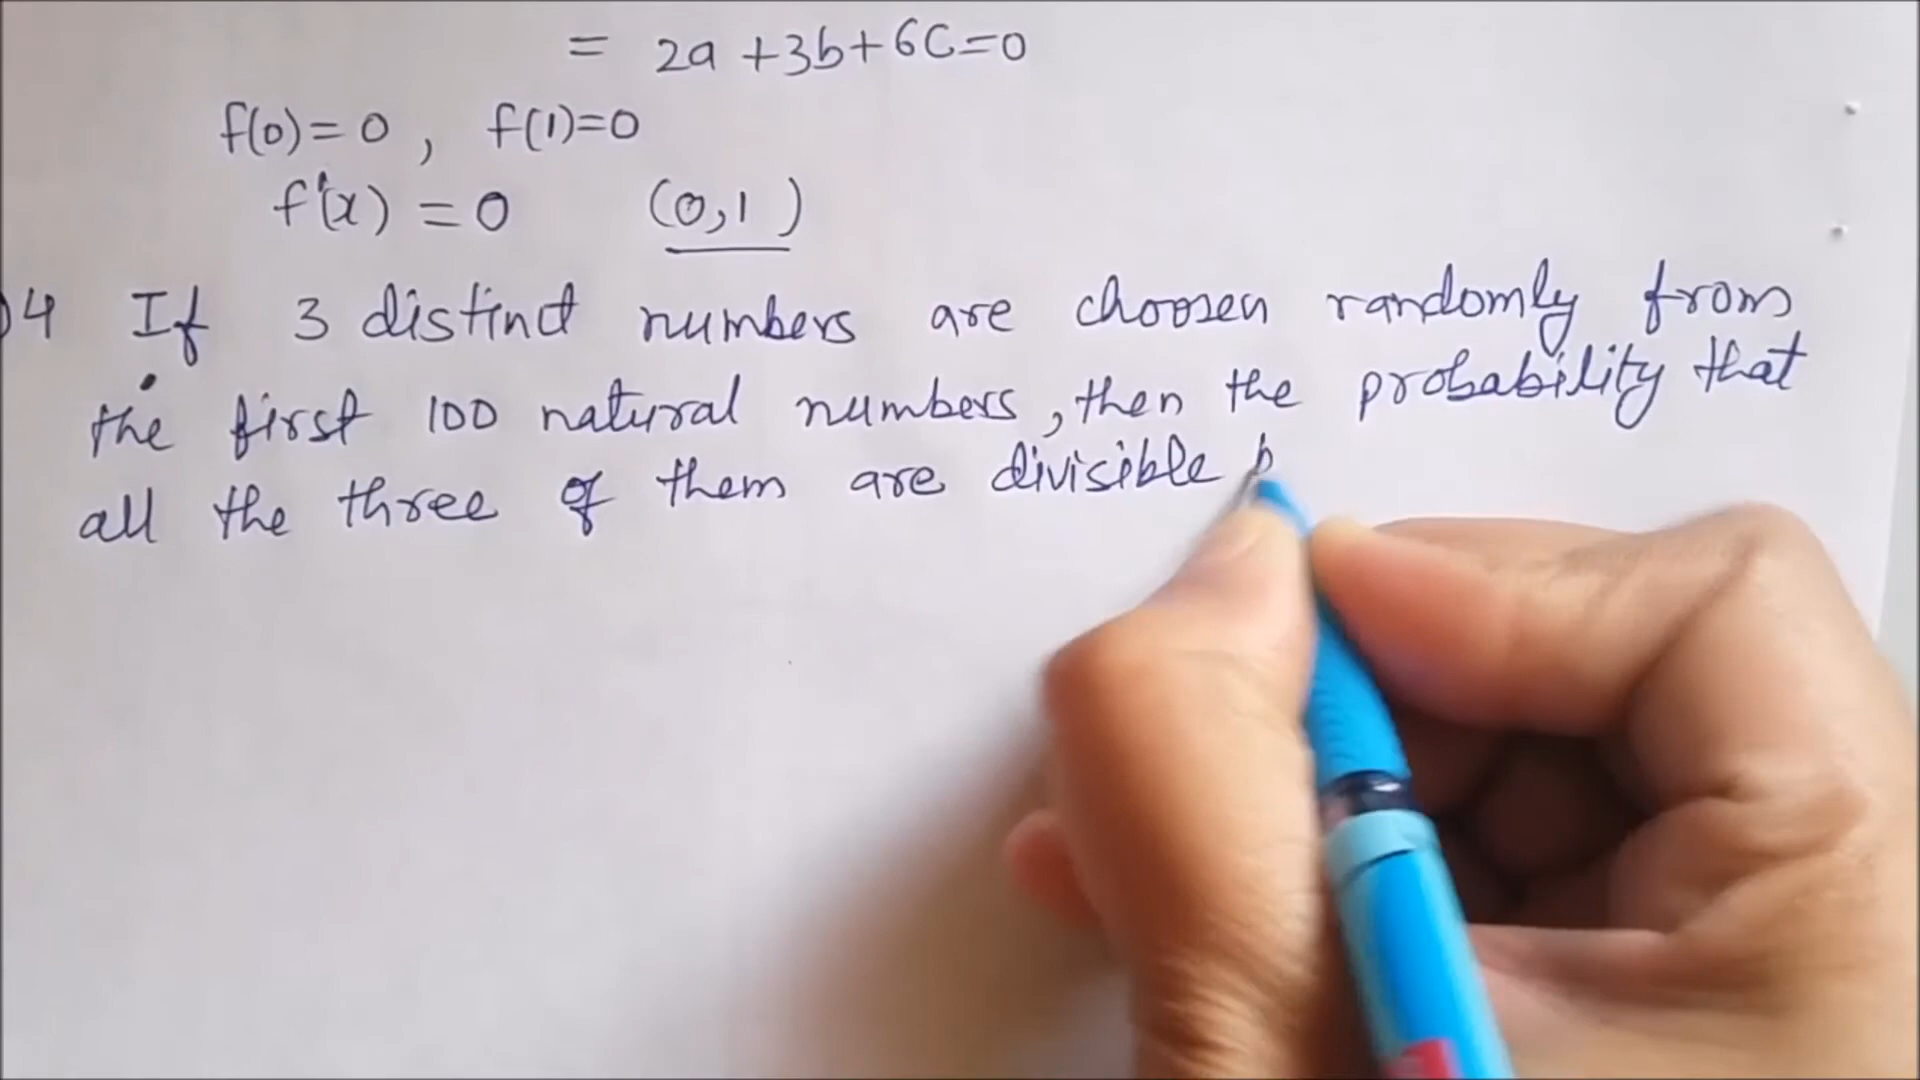 = 2a + 3b + 6C = 0
f(0) = 0 , f(1) = 0
f'(x) = 0 (0,1)
4 If 3 distinct numbers are choosen randomly from
the first 100 natural numbers, then the probability that
all the three of them are divisible